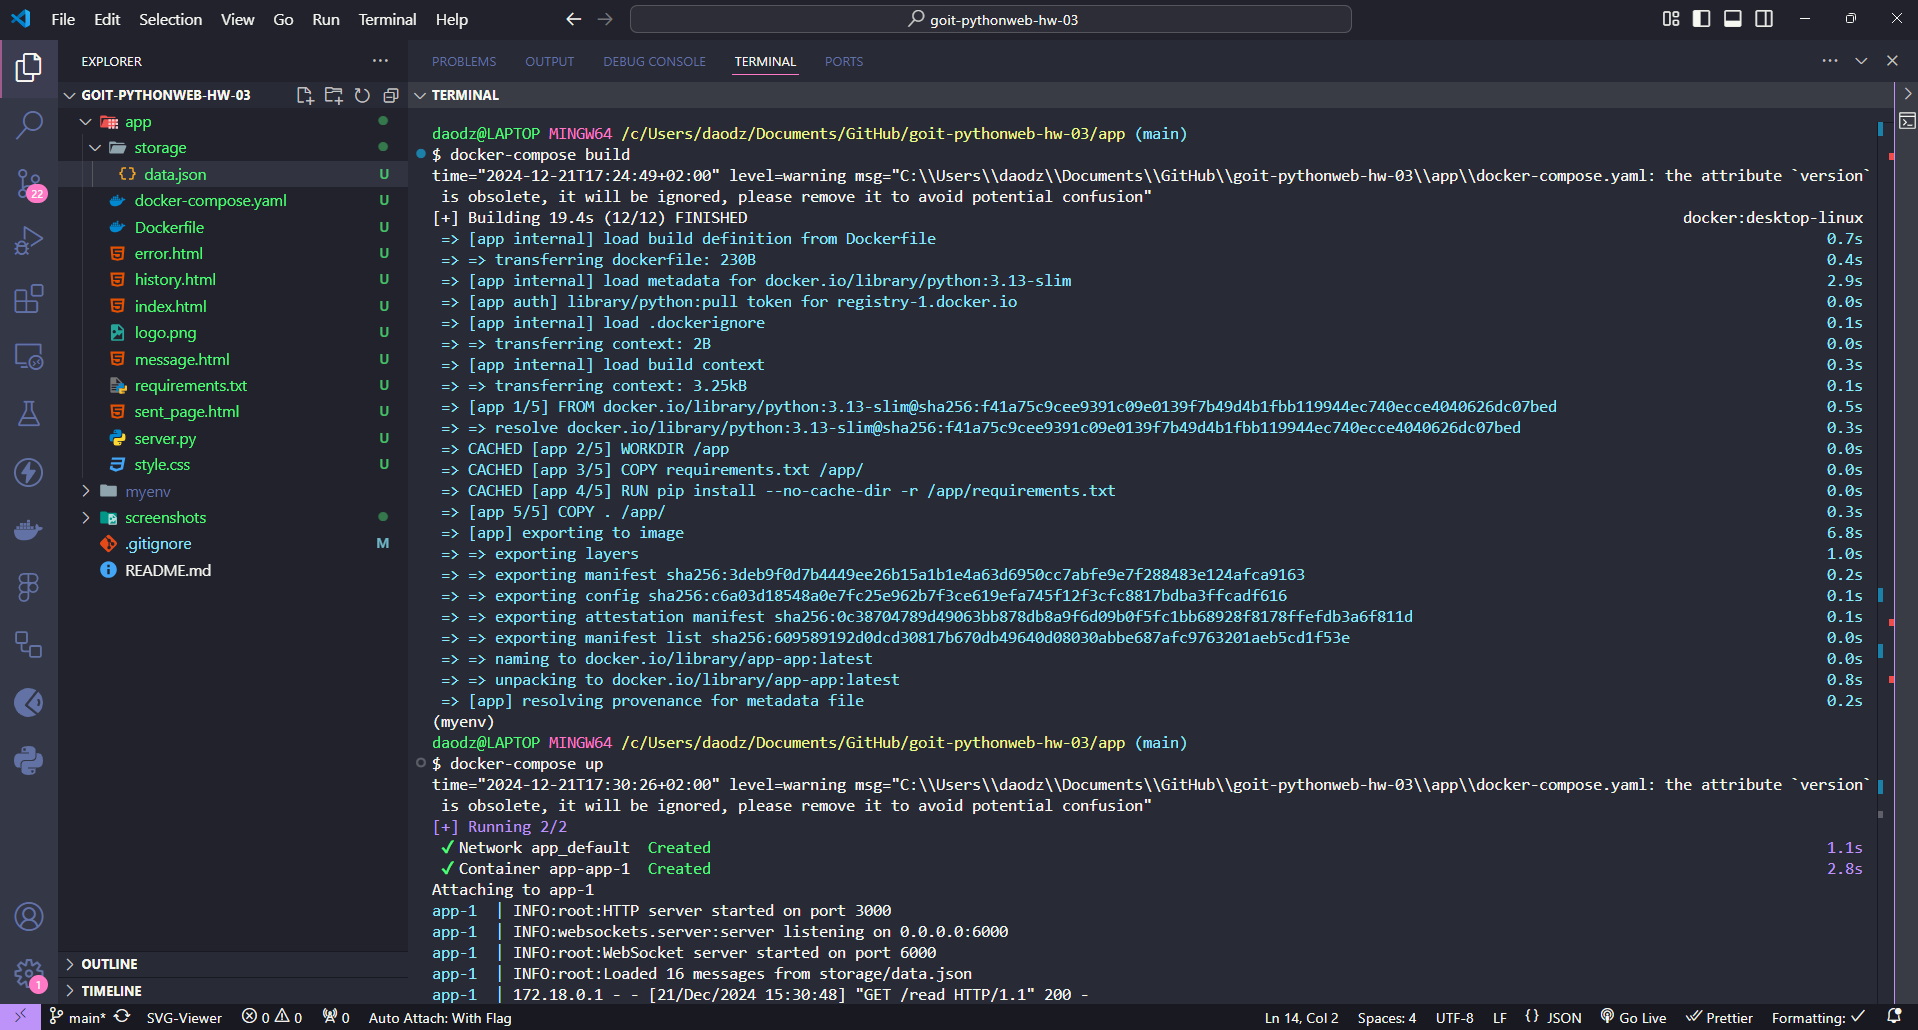 File Edit Selection View Go Run Terminal Help
goit-pythonweb-hw-03
EXPLORER
GOIT-PYTHONWEB-HW-03
app
storage
data.json U
docker-compose.yaml U
Dockerfile U
error.html U
history.html U
index.html U
logo.png U
message.html U
requirements.txt U
sent_page.html U
server.py U
style.css U
myenv
screenshots
.gitignore M
README.md
OUTLINE
TIMELINE
22
1
PROBLEMS OUTPUT DEBUG CONSOLE TERMINAL PORTS
TERMINAL
daodz@LAPTOP MINGW64 /c/Users/daodz/Documents/GitHub/goit-pythonweb-hw-03/app (main)
$ docker-compose build
time="2024-12-21T17:24:49+02:00" level=warning msg="C:\\Users\\daodz\\Documents\\GitHub\\goit-pythonweb-hw-03\\app\\docker-compose.yaml: the attribute `version`
is obsolete, it will be ignored, please remove it to avoid potential confusion"
[+] Building 19.4s (12/12) FINISHED docker:desktop-linux
=> [app internal] load build definition from Dockerfile 0.7s
=> => transferring dockerfile: 230B 0.4s
=> [app internal] load metadata for docker.io/library/python:3.13-slim 2.9s
=> [app auth] library/python:pull token for registry-1.docker.io 0.0s
=> [app internal] load .dockerignore 0.1s
=> => transferring context: 2B 0.0s
=> [app internal] load build context 0.3s
=> => transferring context: 3.25kB 0.1s
=> [app 1/5] FROM docker.io/library/python:3.13-slim@sha256:f41a75c9cee9391c09e0139f7b49d4b1fbb119944ec740ecce4040626dc07bed 0.5s
=> => resolve docker.io/library/python:3.13-slim@sha256:f41a75c9cee9391c09e0139f7b49d4b1fbb119944ec740ecce4040626dc07bed 0.3s
=> CACHED [app 2/5] WORKDIR /app 0.0s
=> CACHED [app 3/5] COPY requirements.txt /app/ 0.0s
=> CACHED [app 4/5] RUN pip install --no-cache-dir -r /app/requirements.txt 0.0s
=> [app 5/5] COPY . /app/ 0.3s
=> [app] exporting to image 6.8s
=> => exporting layers 1.0s
=> => exporting manifest sha256:3deb9f0d7b4449ee26b15a1b1e4a63d6950cc7abfe9e7f288483e124afca9163 0.2s
=> => exporting config sha256:c6a03d18548a0e7fc25e962b7f3ce619efa745f12f3cfc8817bdba3ffcadf616 0.1s
=> => exporting attestation manifest sha256:0c38704789d49063bb878db8a9f6d09b0f5fc1bb68928f8178ffefdb3a6f811d 0.1s
=> => exporting manifest list sha256:609589192d0dcd30817b670db49640d08030abbe687afc9763201aeb5cd1f53e 0.0s
=> => naming to docker.io/library/app-app:latest 0.0s
=> => unpacking to docker.io/library/app-app:latest 0.8s
=> [app] resolving provenance for metadata file 0.2s
(myenv)
daodz@LAPTOP MINGW64 /c/Users/daodz/Documents/GitHub/goit-pythonweb-hw-03/app (main)
$ docker-compose up
time="2024-12-21T17:30:26+02:00" level=warning msg="C:\\Users\\daodz\\Documents\\GitHub\\goit-pythonweb-hw-03\\app\\docker-compose.yaml: the attribute `version`
is obsolete, it will be ignored, please remove it to avoid potential confusion"
[+] Running 2/2
✓ Network app_default Created 1.1s
✓ Container app-app-1 Created 2.8s
Attaching to app-1
app-1 | INFO:root:HTTP server started on port 3000
app-1 | INFO:websockets.server:server listening on 0.0.0.0:6000
app-1 | INFO:root:WebSocket server started on port 6000
app-1 | INFO:root:Loaded 16 messages from storage/data.json
app-1 | 172.18.0.1 - - [21/Dec/2024 15:30:48] "GET /read HTTP/1.1" 200 -
main* SVG-Viewer 0 0 0 Auto Attach: With Flag Ln 14, Col 2 Spaces: 4 UTF-8 LF {} JSON Go Live Prettier Formatting: